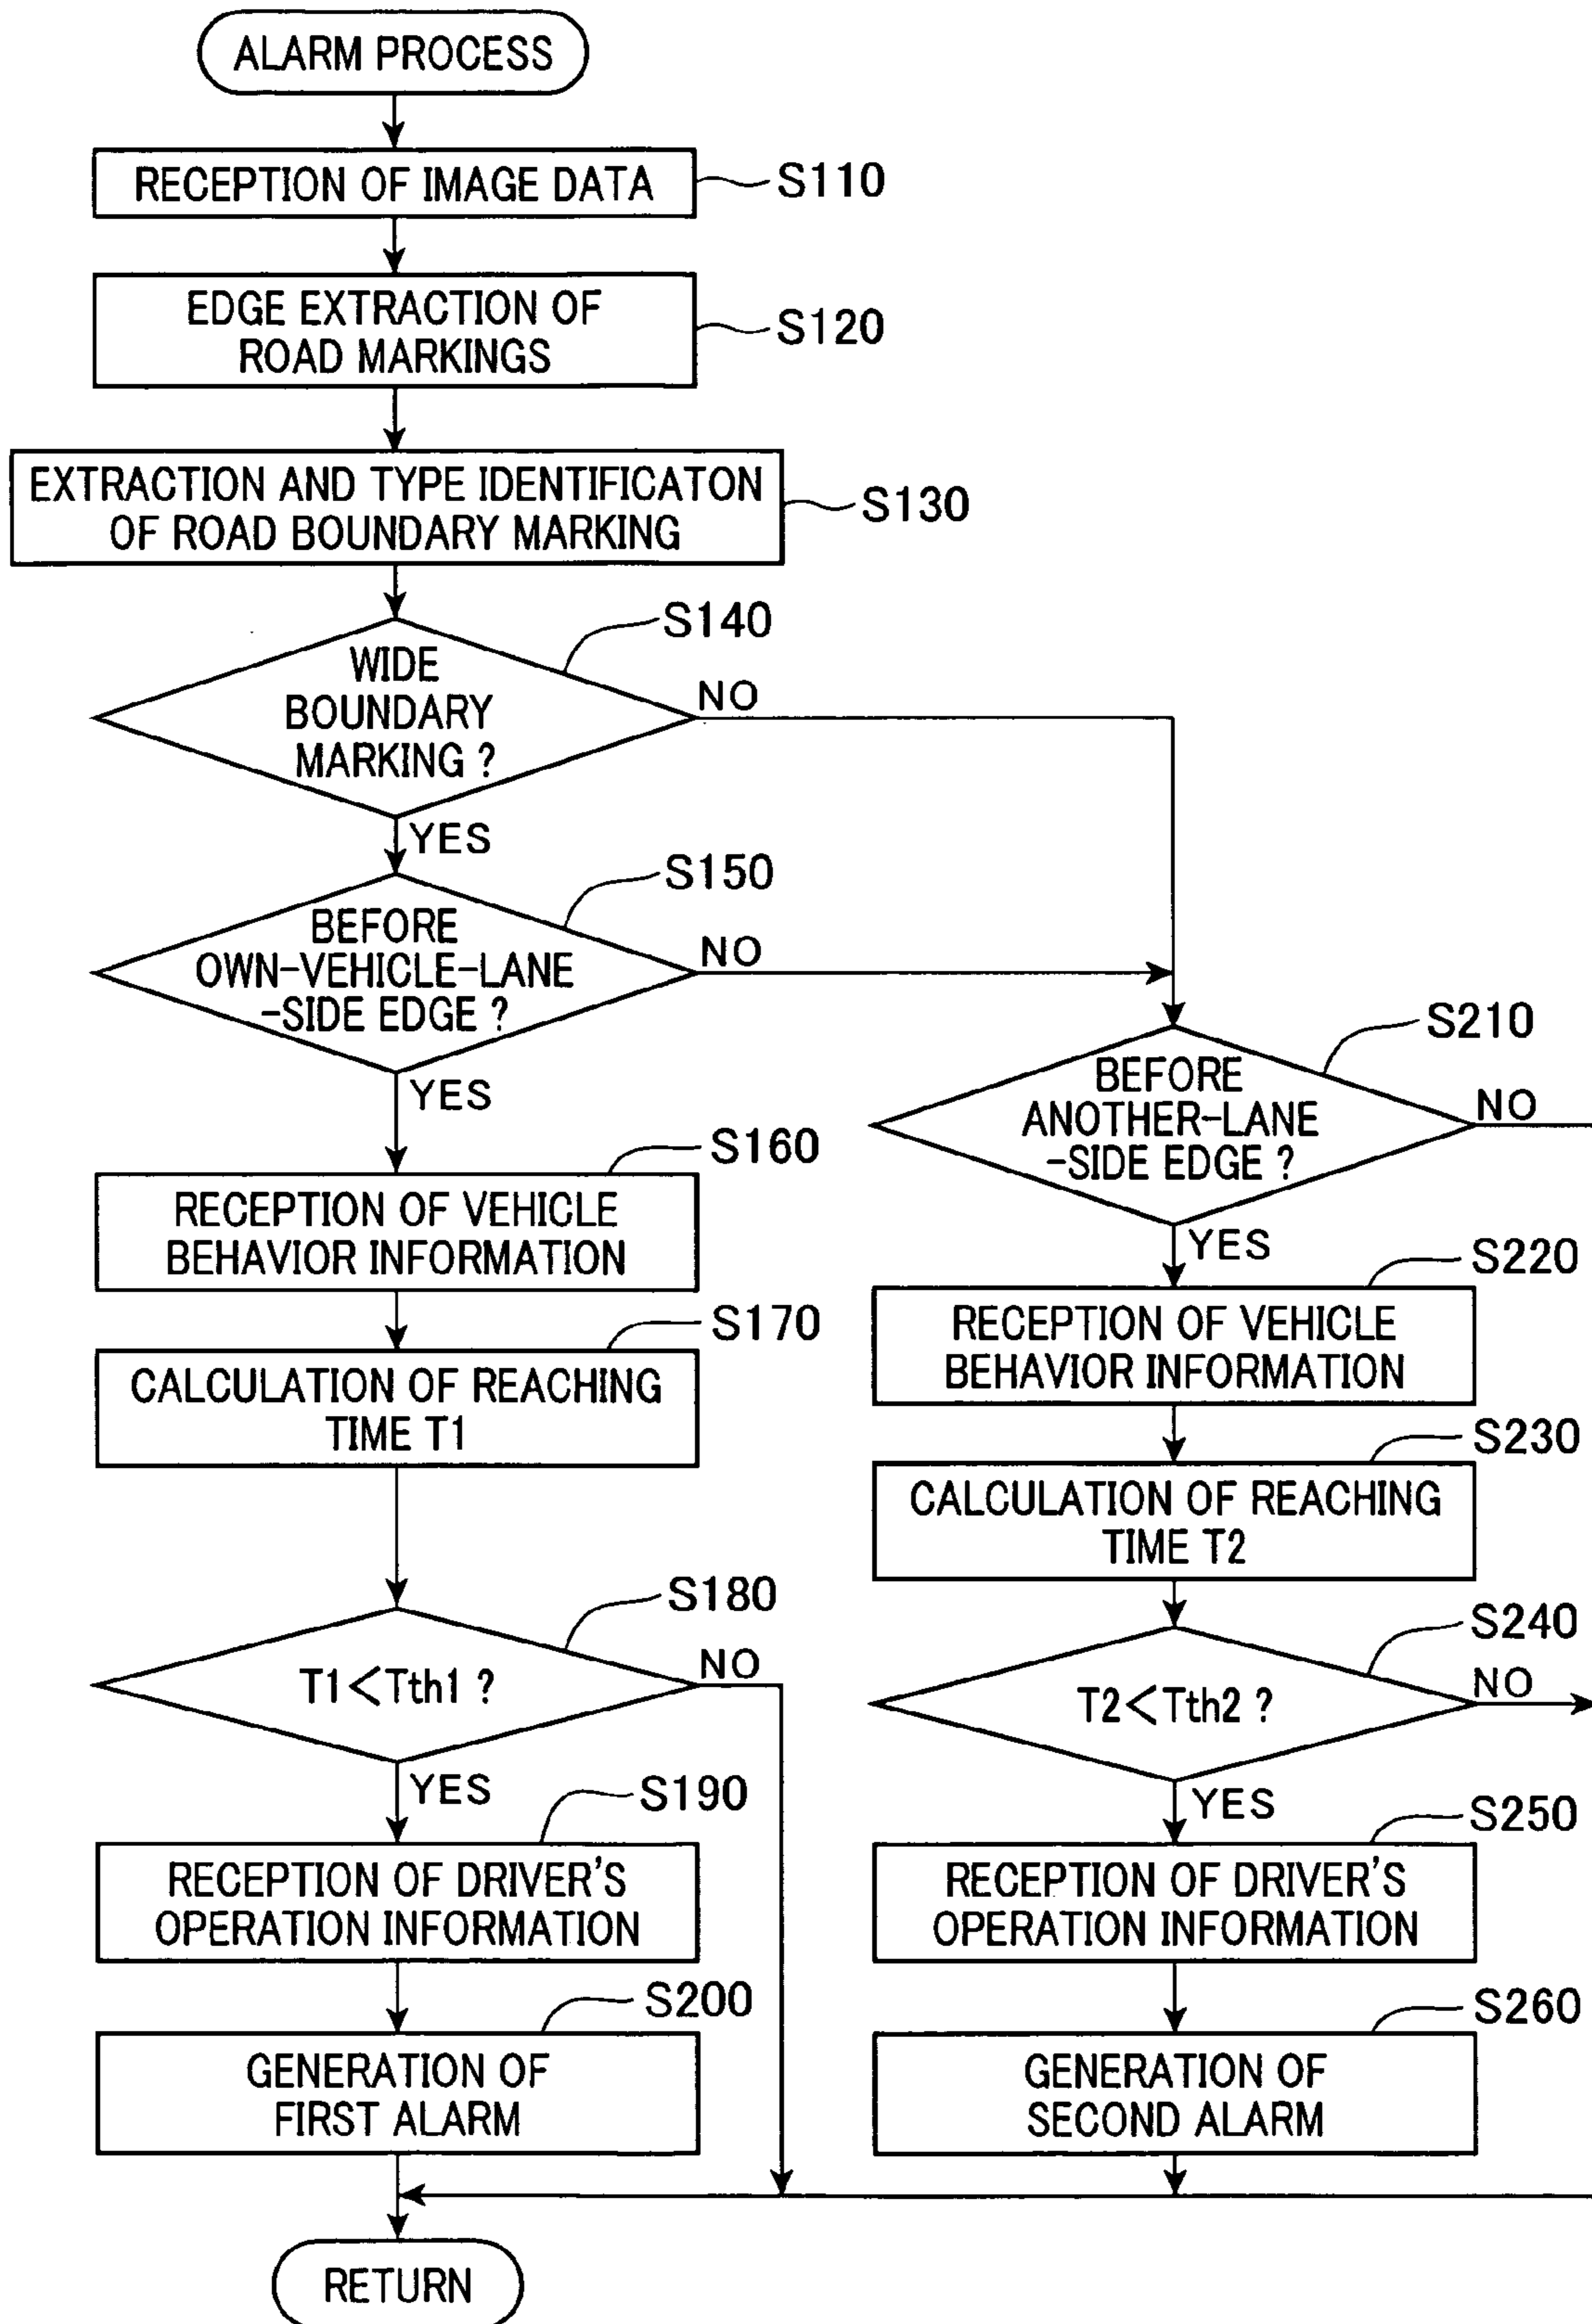 ALARM PROCESS
RECEPTION OF IMAGE DATA
S110
EDGE EXTRACTION OF
ROAD MARKINGS
S120
EXTRACTION AND TYPE IDENTIFICATON
OF ROAD BOUNDARY MARKING
S130
S140
WIDE
BOUNDARY
MARKING ?
NO
YES
S150
BEFORE
OWN-VEHICLE-LANE
-SIDE EDGE ?
NO
YES
S160
RECEPTION OF VEHICLE
BEHAVIOR INFORMATION
S170
CALCULATION OF REACHING
TIME T1
S180
T1<Tth1 ?
NO
YES
S190
RECEPTION OF DRIVER'S
OPERATION INFORMATION
S200
GENERATION OF
FIRST ALARM
S210
BEFORE
ANOTHER-LANE
-SIDE EDGE ?
NO
YES
S220
RECEPTION OF VEHICLE
BEHAVIOR INFORMATION
S230
CALCULATION OF REACHING
TIME T2
S240
T2<Tth2 ?
NO
YES
S250
RECEPTION OF DRIVER'S
OPERATION INFORMATION
S260
GENERATION OF
SECOND ALARM
RETURN